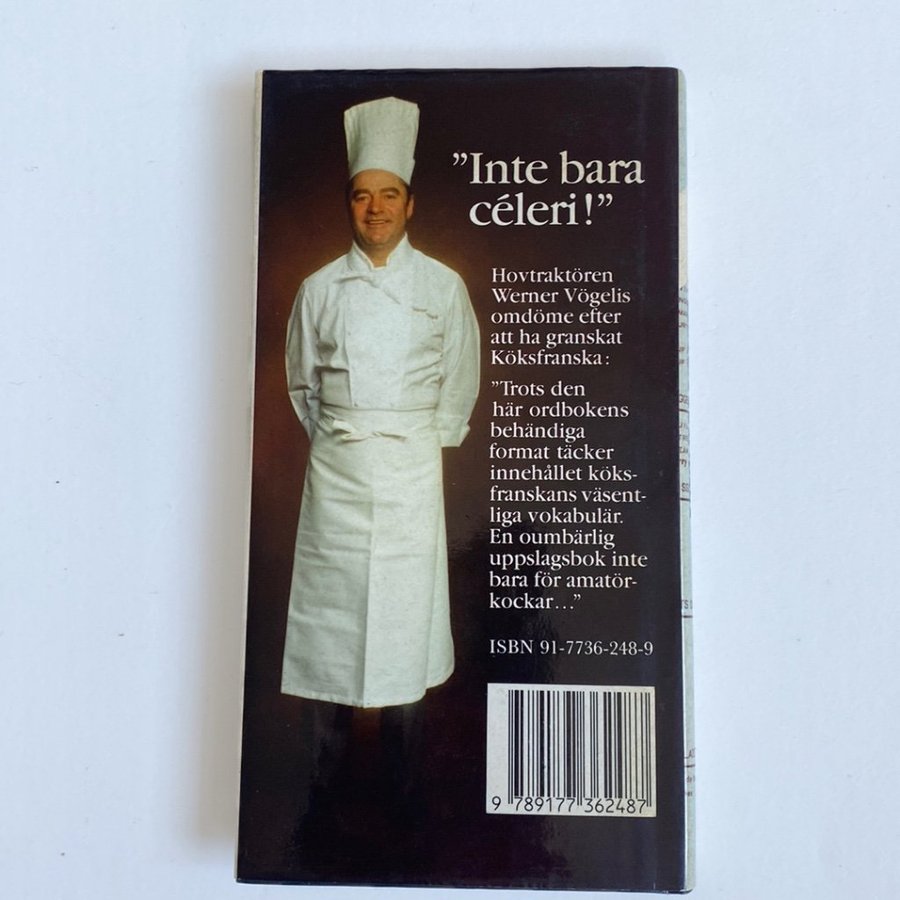 ”Inte bara
céleri!”
Hovtraktören
Werner Vögelis
omdöme efter
att ha granskat
Köksfranska:
”Trots den
här ordbokens
behändiga
format täcker
innehållet köks-
franskans väsent-
liga vokabulär.
En oumbärlig
uppslagsbok inte
bara för amatör-
kockar...”
ISBN 91-7736-248-9
9 789177 362487